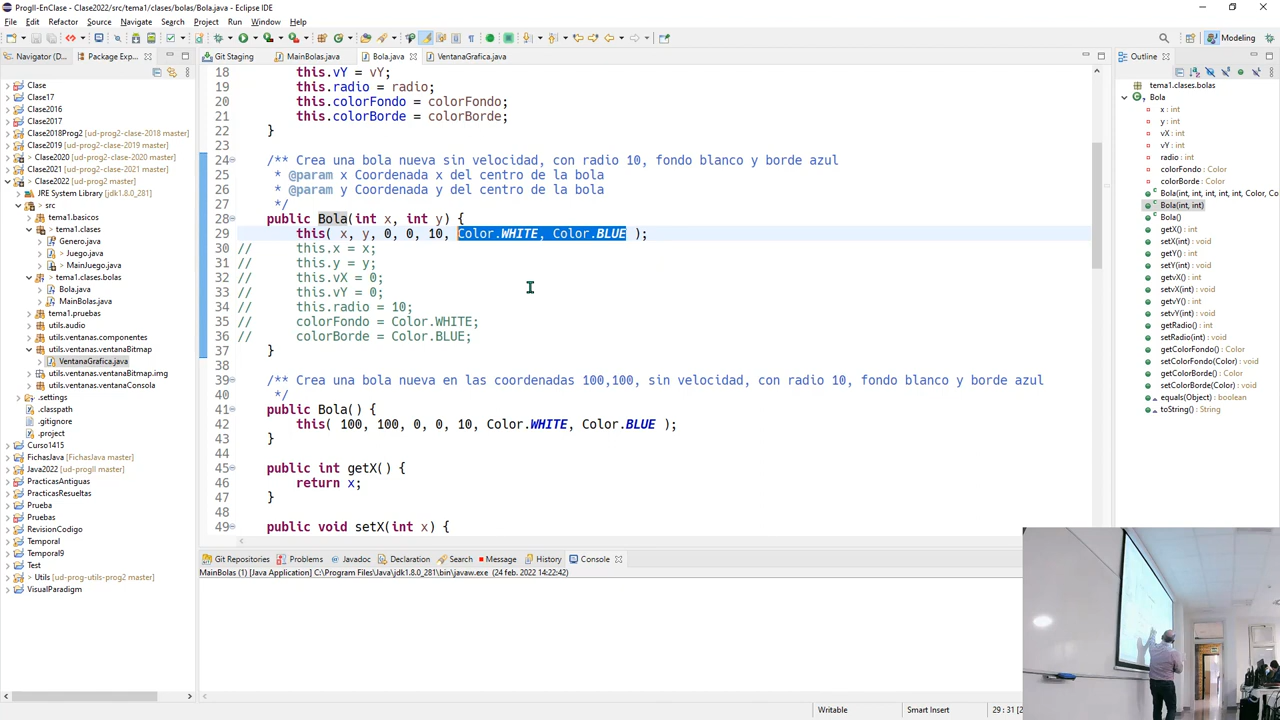 ProgII-EnClase - Clase2022/src/tema1/clases/bolas/Bola.java - Eclipse IDE
File Edit Refactor Source Navigate Search Project Run Window Help
Modeling
Navigator (D...
Package Exp...
Clase
Clase17
Clase2016
Clase2017
Clase2018Prog2 [ud-prog2-clase-2018 master]
Clase2019 [ud-prog2-clase-2019 master]
> Clase2020 [ud-prog2-clase-2020 master]
> Clase2021 [ud-prog2-clase-2021 master]
> Clase2022 [ud-prog2-clase-2022 master]
JRE System Library [jdk1.8.0_281]
> src
tema1.basicos
> tema1.clases
Genero.java
> Juego.java
> MainJuego.java
> tema1.clases.bolas
Bola.java
MainBolas.java
tema1.pruebas
utils.audio
utils.ventanas.componentes
utils.ventanas.ventanaBitmap
VentanaGrafica.java
utils.ventanas.ventanaBitmap.img
utils.ventanas.ventanaConsola
.settings
.classpath
.gitignore
.project
Curso1415
FichasJava [FichasJava master]
Java2022 [ud-progII master]
PracticasAntiguas
PracticasResueltas
Prueba
Pruebas
RevisionCodigo
Temporal
Temporal9
Test
> Utils [ud-prog-utils-prog2 master]
VisualParadigm
Git Staging
MainBolas.java
Bola.java
VentanaGrafica.java
18 this.vY = vY;
19 this.radio = radio;
20 this.colorFondo = colorFondo;
21 this.colorBorde = colorBorde;
22 }
23
24 /** Crea una bola nueva sin velocidad, con radio 10, fondo blanco y borde azul
25 * @param x Coordenada x del centro de la bola
26 * @param y Coordenada y del centro de la bola
27 */
28 public Bola(int x, int y) {
29 this( x, y, 0, 0, 10, Color.WHITE, Color.BLUE );
30 // this.x = x;
31 // this.y = y;
32 // this.vX = 0;
33 // this.vY = 0;
34 // this.radio = 10;
35 // colorFondo = Color.WHITE;
36 // colorBorde = Color.BLUE;
37 }
38
39 /** Crea una bola nueva en las coordenadas 100,100, sin velocidad, con radio 10, fondo blanco y borde azul
40 */
41 public Bola() {
42 this( 100, 100, 0, 0, 10, Color.WHITE, Color.BLUE );
43 }
44
45 public int getX() {
46 return x;
47 }
48
49 public void setX(int x) {
Git Repositories Problems Javadoc Declaration Search Message History Console
MainBolas (1) [Java Application] C:\Program Files\Java\jdk1.8.0_281\bin\javaw.exe (24 feb. 2022 14:22:42)
Outline
tema1.clases.bolas
Bola
x : int
y : int
vX : int
vY : int
radio : int
colorFondo : Color
colorBorde : Color
Bola(int, int, int, int, int, Color, Co
Bola(int, int)
Bola()
getX() : int
setX(int) : void
getY() : int
setY(int) : void
getvX() : int
setvX(int) : void
getvY() : int
setvY(int) : void
getRadio() : int
setRadio(int) : void
getColorFondo() : Color
setColorFondo(Color) : void
getColorBorde() : Color
setColorBorde(Color) : void
equals(Object) : boolean
toString() : String
Writable
Smart Insert
29 : 31 [